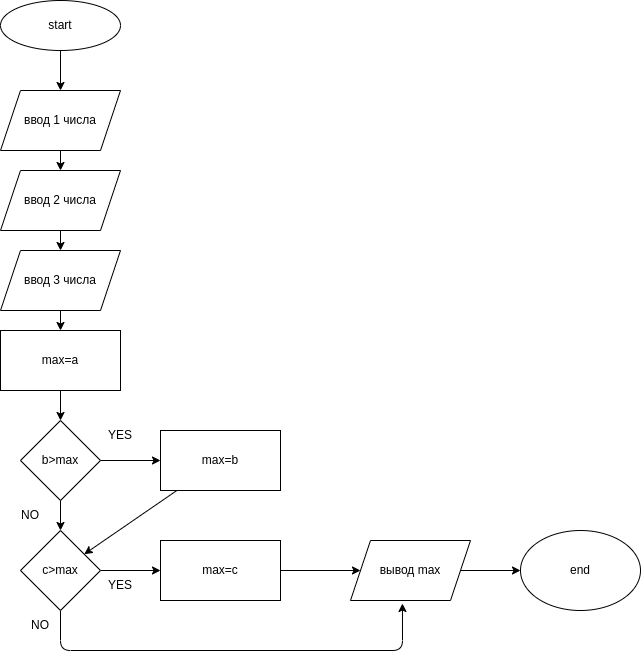 start
ввод 1 числа
ввод 2 числа
ввод 3 числа
max=a
b>max
YES
max=b
NO
c>max
YES
max=c
вывод max
end
NO